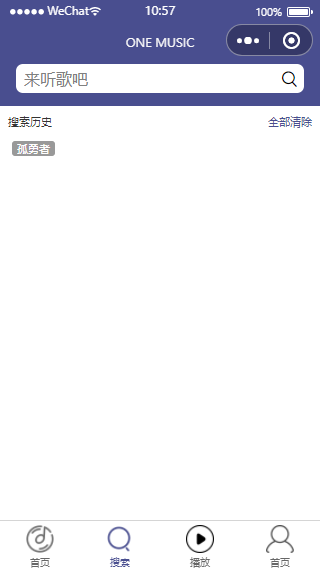 WeChat 10:57 100%
ONE MUSIC
来听歌吧
搜索历史 全部清除
孤勇者
首页 搜索 播放 首页